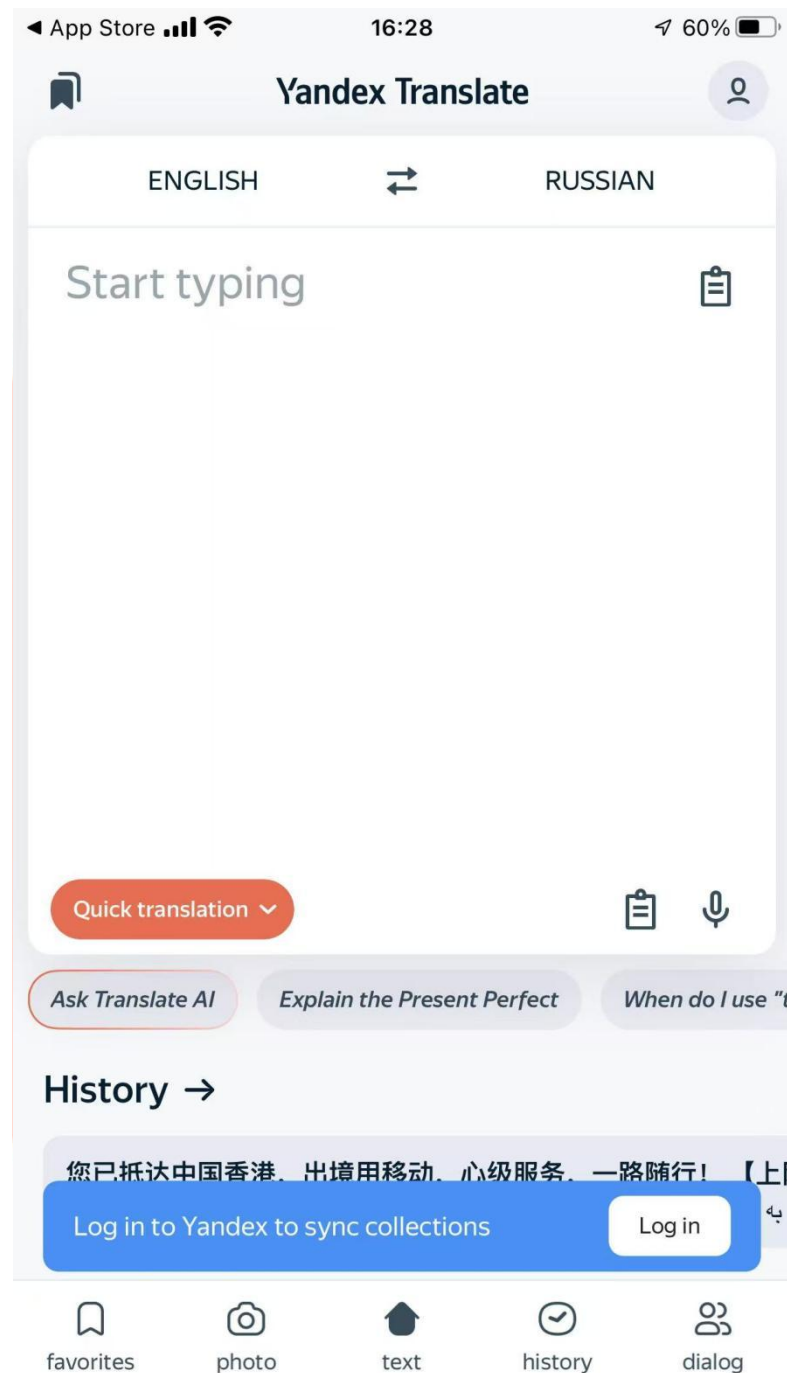 App Store
16:28
60%
Yandex Translate
ENGLISH
RUSSIAN
Start typing
Quick translation
Ask Translate AI
Explain the Present Perfect
When do I use
History →
您已抵达中国香港，出境用移动，心级服务，一路随行！【上
به
Log in to Yandex to sync collections
Log in
favorites
photo
text
history
dialog